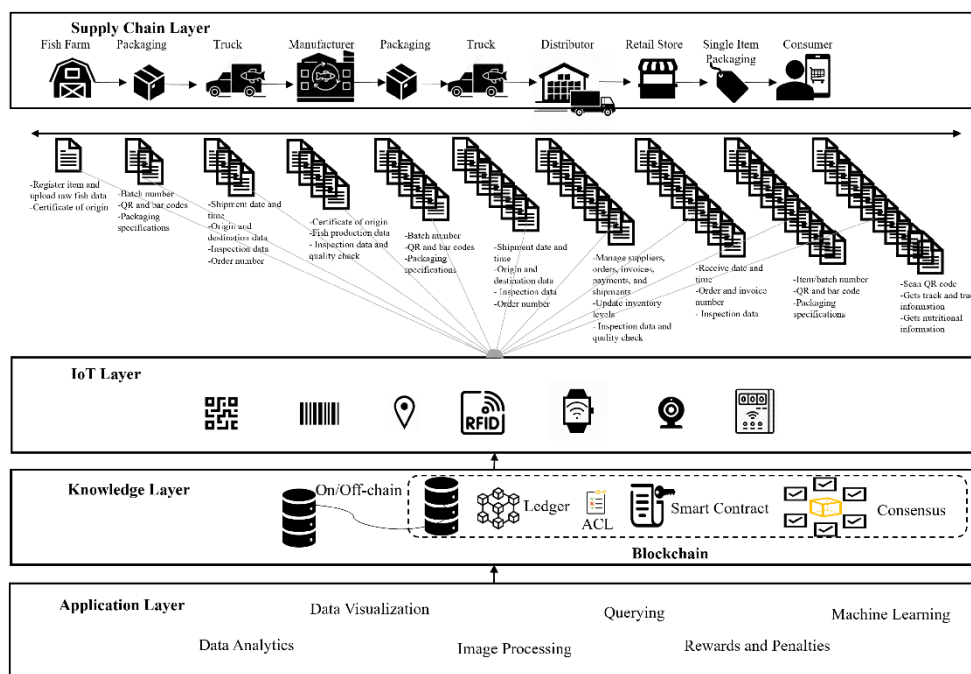 Supply Chain Layer
Fish Farm
Packaging
Truck
Manufacturer
Packaging
Truck
Distributor
Retail Store
Single Item
Packaging
Consumer
-Register item and
upload raw fish data
-Certificate of origin
-Batch number
-QR and bar codes
-Packaging
specifications
-Shipment date and
time
-Origin and
destination data
-Inspection data
-Order number
-Certificate of origin
-Fish production data
- Inspection data and
quality check
-Batch number
-QR and bar codes
-Packaging
specifications
-Shipment date and
time
-Origin and
destination data
- Inspection data
-Order number
-Manage suppliers,
orders, invoices,
payments, and
shipments
-Update inventory
levels
- Inspection data and
quality check
-Receive date and
time
-Order and invoice
number
- Inspection data
-Item/batch number
-QR and bar code
-Packaging
specifications
-Scan QR code
-Gets track and trac
information
-Gets nutritional
information
IoT Layer
RFID
000
Knowledge Layer
On/Off-chain
Ledger
ACL
Smart Contract
Consensus
Blockchain
Application Layer
Data Visualization
Querying
Machine Learning
Data Analytics
Image Processing
Rewards and Penalties